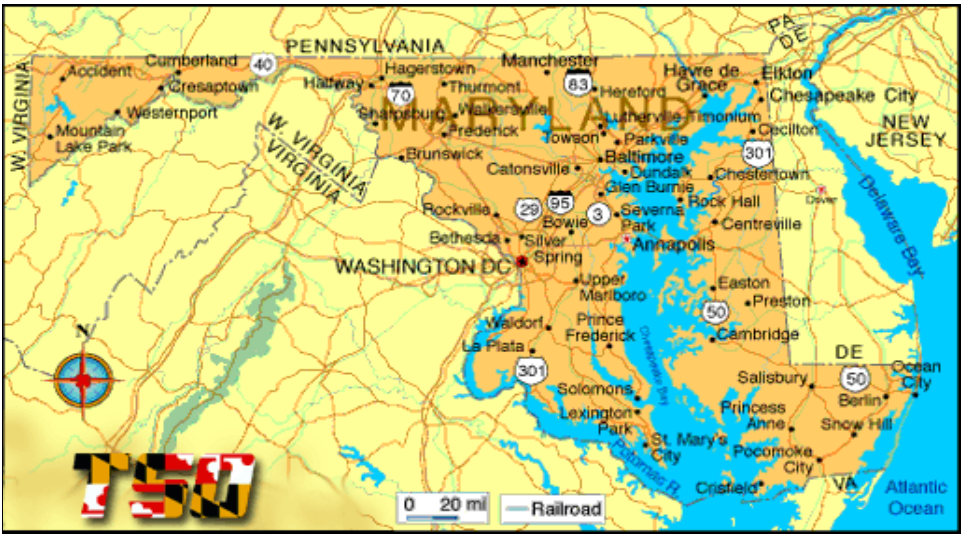 PENNSYLVANIA
PA
DE
W. VIRGINIA
Accident
Cumberland
40
Cresaptown
Westernport
Mountain
Lake Park
Halfway
Hagerstown
70
Thurmont
Sharpsburg
Walkersville
Frederick
Brunswick
W. VIRGINIA
VIRGINIA
MARYLAND
Manchester
83
Hereford
Havre de
Grace
Elkton
Chesapeake City
NEW
JERSEY
Lutherville-Timonium
Towson
Parkville
Cecilton
301
Baltimore
Catonsville
Dundalk
Chestertown
Glen Burnie
Rock Hall
Dover
Delaware Bay
Rockville
29
95
3
Bowie
Severna
Park
Centreville
Bethesda
Silver
Spring
Annapolis
WASHINGTON DC
Upper
Marlboro
Easton
Preston
50
Cambridge
Waldorf
Prince
Frederick
La Plata
301
Chesapeake Bay
N
DE
Ocean
City
Salisbury
50
Berlin
Solomons
Lexington
Park
Princess
Anne
Snow Hill
St. Mary's
City
Pocomoke
City
Potomac R
Crisfield
VA
Atlantic
Ocean
TSO
0 20 mi
Railroad